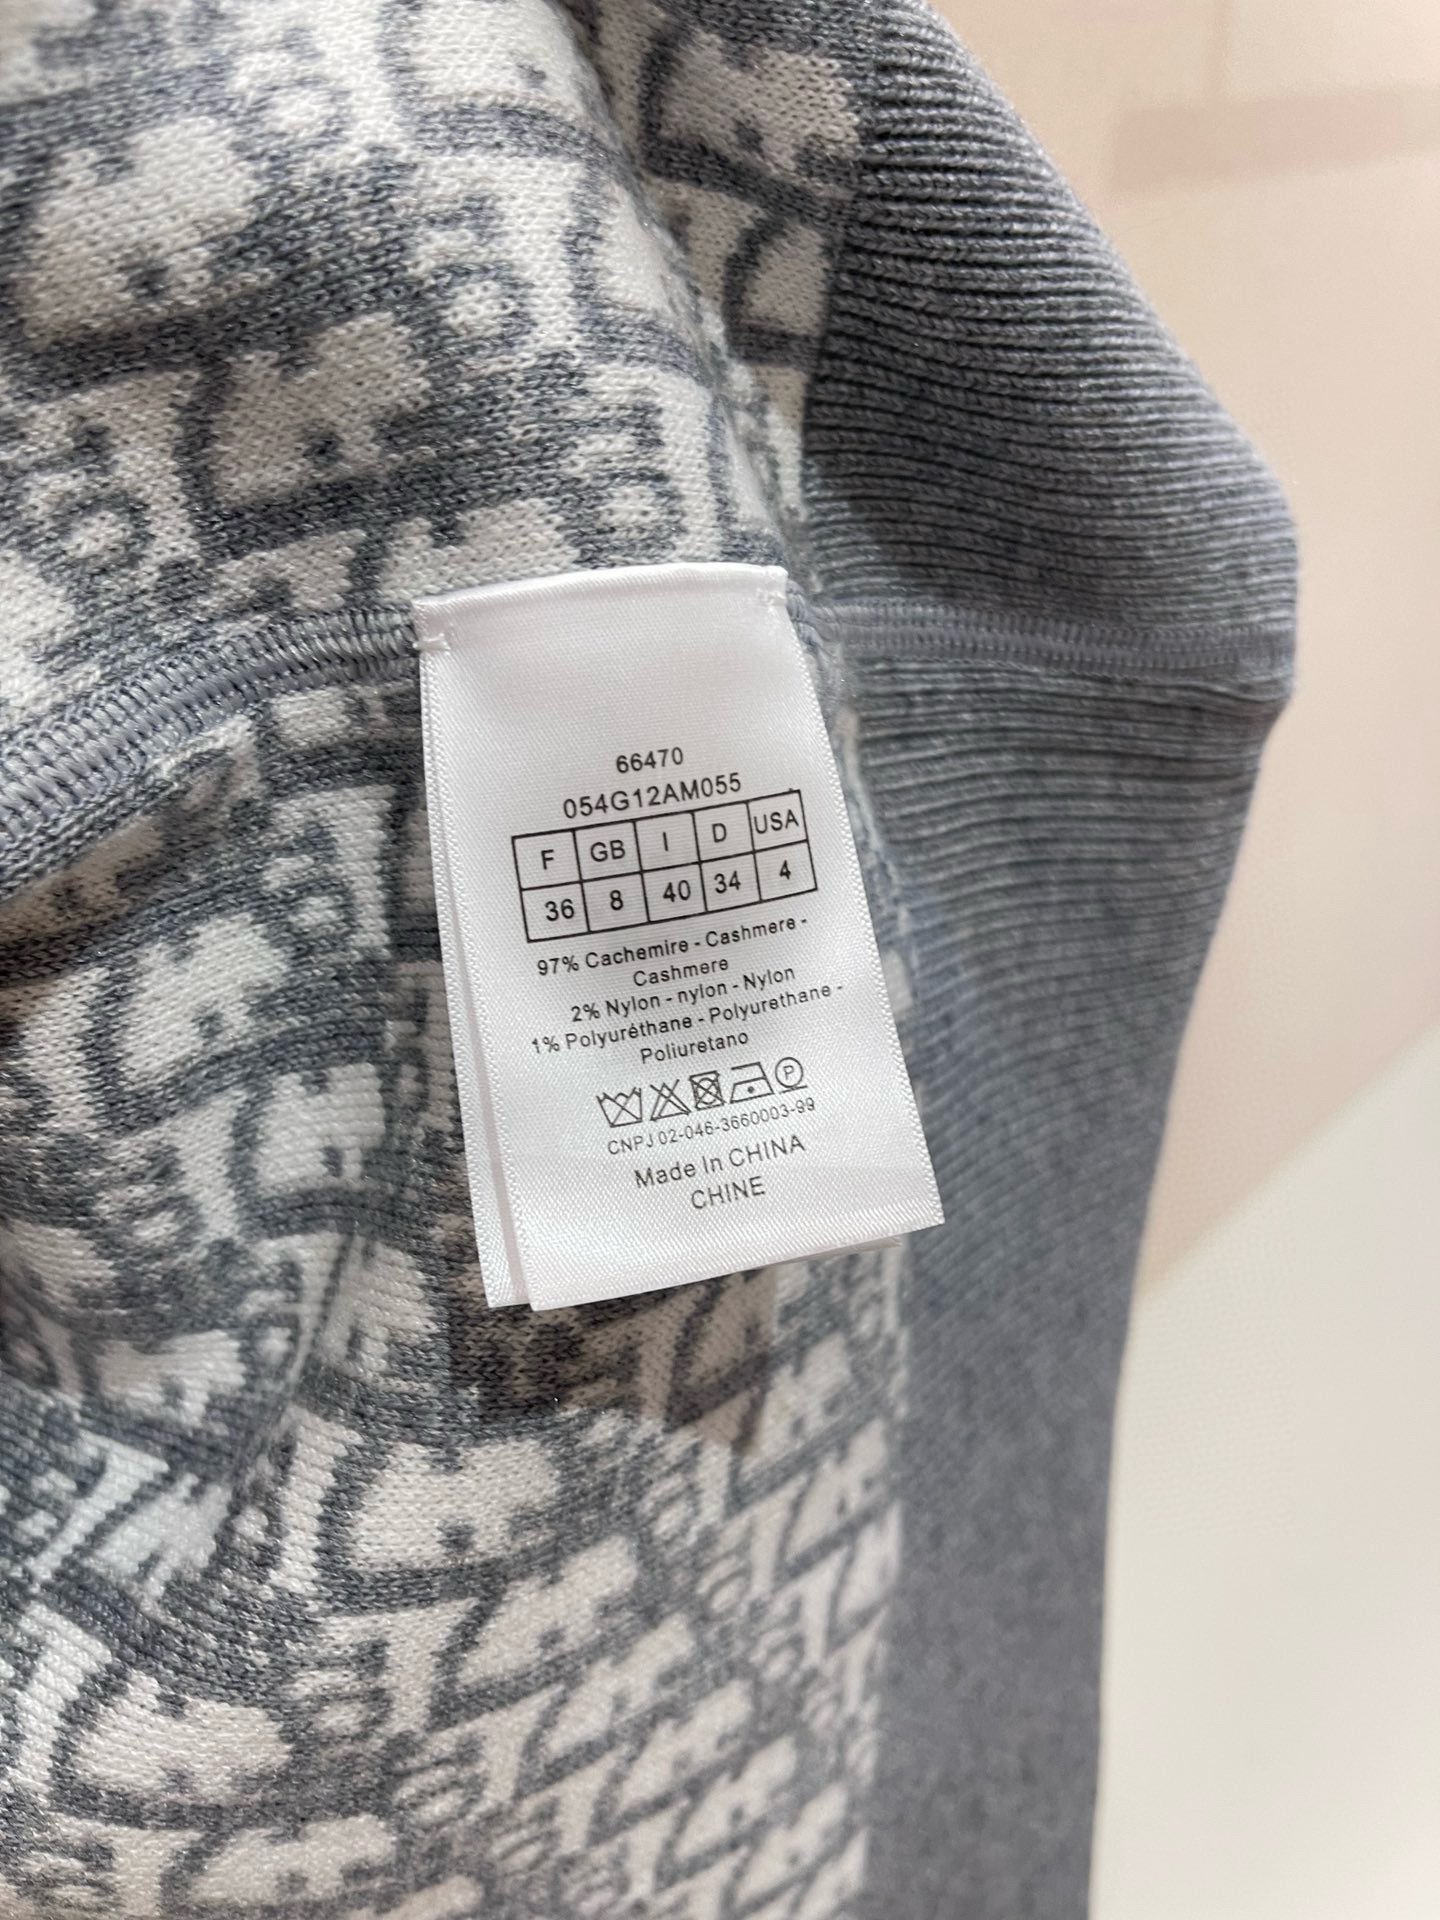 66470
054G12AM055
F GB I D USA
36 8 40 34 4
97% Cachemire - Cashmere -
Cashmere
2% Nylon - nylon - Nylon
1% Polyuréthane - Polyurethane -
Poliuretano
P
CNPJ 02-046-3660003-99
Made In CHINA
CHINE